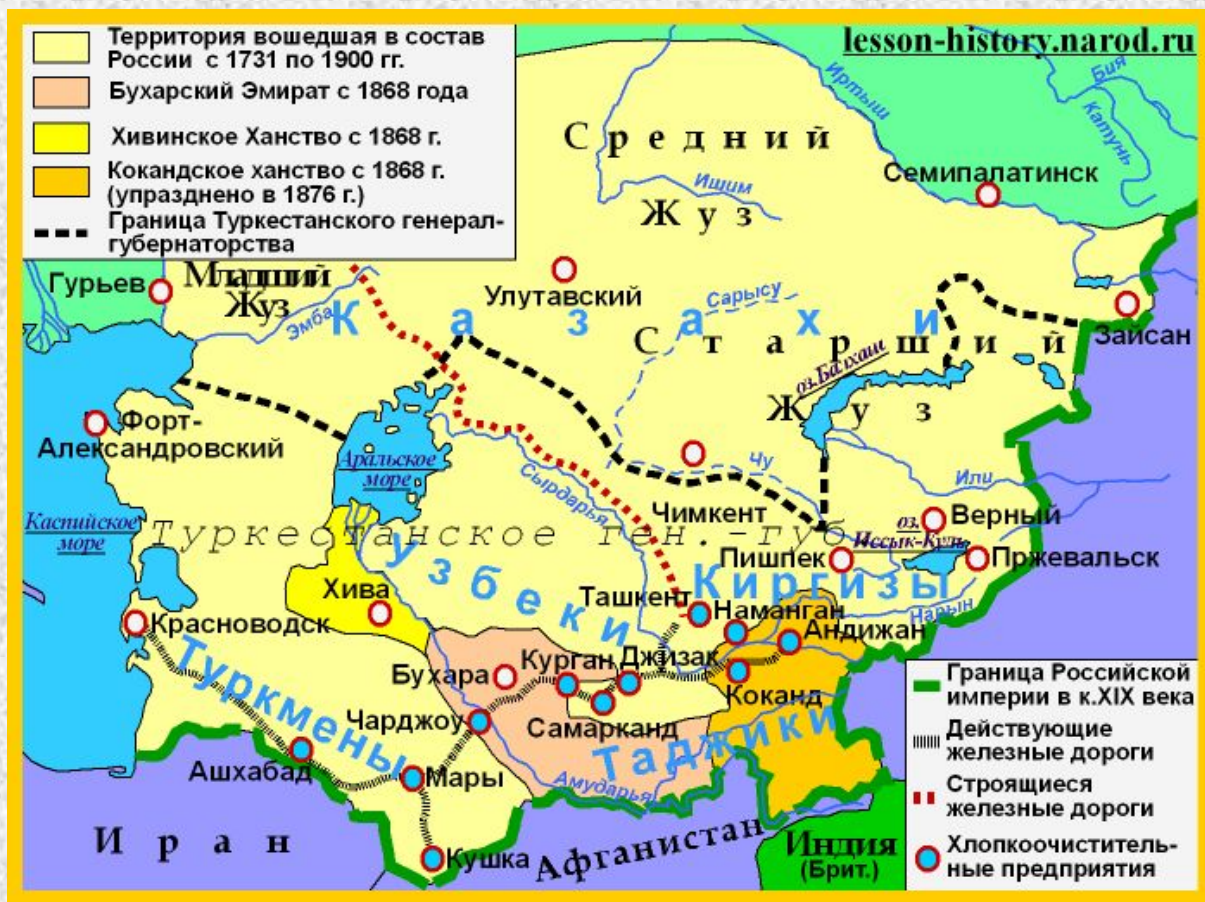 Территория вошедшая в состав
России с 1731 по 1900 гг.
Бухарский Эмират с 1868 года
Хивинское Ханство с 1868 г.
Кокандское ханство с 1868 г.
(упразднено в 1876 г.)
Граница Туркестанского генерал-
губернаторства
lesson-history.narod.ru
Иртыш
Бия
Катунь
Средний
Жуз
Ишим
Семипалатинск
Гурьев
Младший
Жуз
Эмба
Улутавский
Сарысу
Казахи
Старший
Жуз
Зайсан
оз.Балхаш
Форт-
Александровский
Аральское
море
Сырдарья
Чу
Или
Каспийское
море
Туркестанское ген.-губ.
Чимкент
Верный
оз.
Иссык-Куль
Пишпек
Пржевальск
Узбеки
Киргизы
Хива
Ташкент
Наманган
Нарын
Андижан
Красноводск
Туркмены
Бухара
Курган
Джизак
Коканд
Чарджоу
Самарканд
Таджики
Ашхабад
Мары
Амударья
Кушка
Иран
Афганистан
Индия
(Брит.)
Граница Российской
империи в к.XIX века
Действующие
железные дороги
Строящиеся
железные дороги
Хлопкоочиститель-
ные предприятия